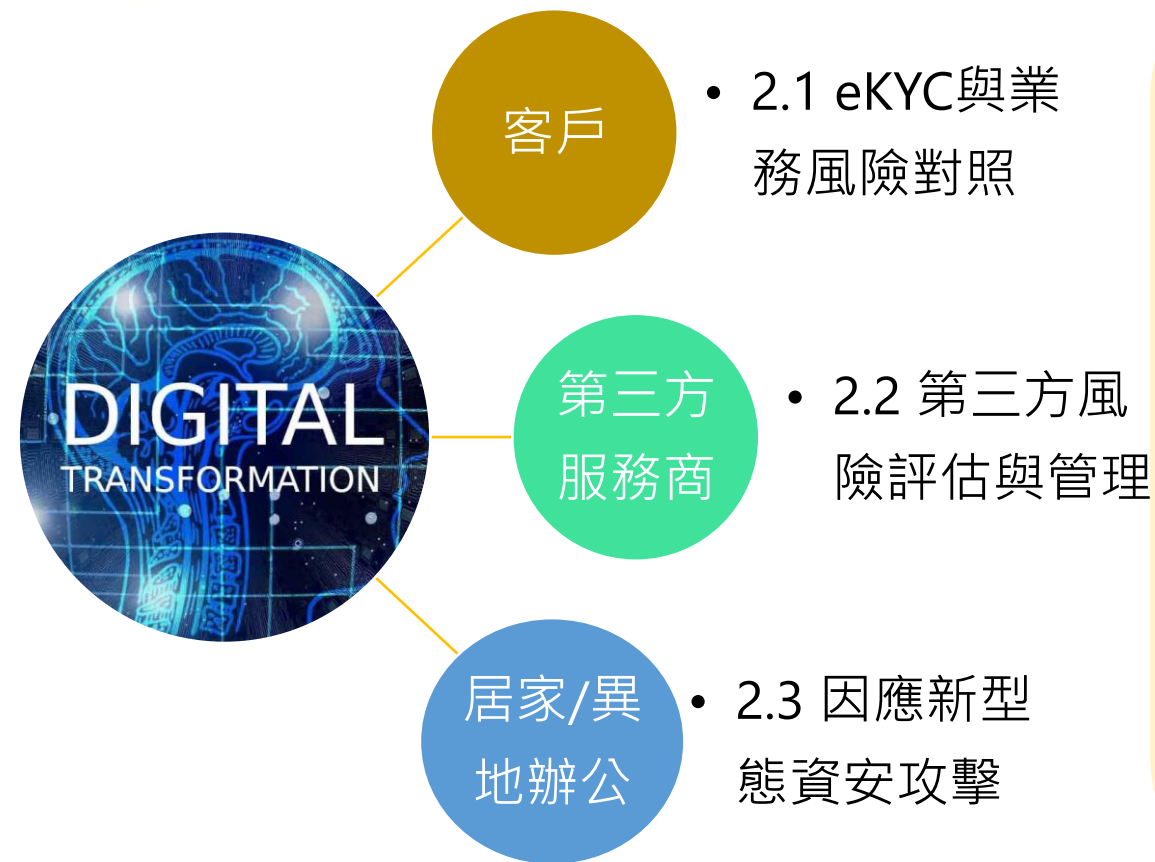 客戶
• 2.1 eKYC與業
務風險對照
DIGITAL
TRANSFORMATION
第三方
服務商
• 2.2 第三方風
險評估與管理
居家/異
地辦公
• 2.3 因應新型
態資安攻擊